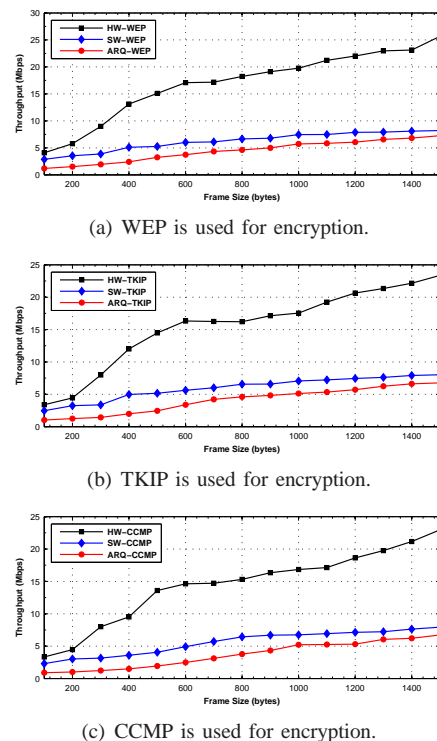 30
25
20
15
10
5
0
Throughput (Mbps)
HW−WEP
SW−WEP
ARQ−WEP
200 400 600 800 1000 1200 1400
Frame Size (bytes)
(a) WEP is used for encryption.
25
20
15
10
5
0
Throughput (Mbps)
HW−TKIP
SW−TKIP
ARQ−TKIP
200 400 600 800 1000 1200 1400
Frame Size (bytes)
(b) TKIP is used for encryption.
25
20
15
10
5
0
Throughput (Mbps)
HW−CCMP
SW−CCMP
ARQ−CCMP
200 400 600 800 1000 1200 1400
Frame Size (bytes)
(c) CCMP is used for encryption.